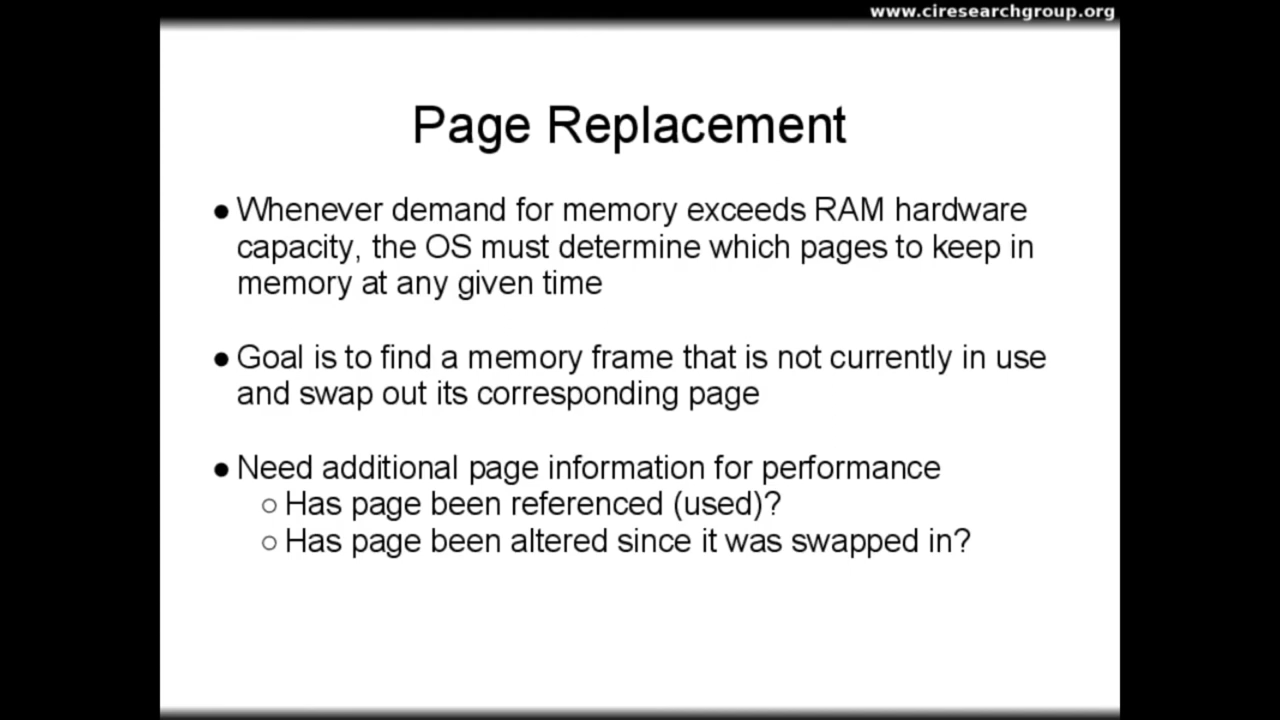 www.ciresearchgroup.org
Page Replacement
● Whenever demand for memory exceeds RAM hardware
capacity, the OS must determine which pages to keep in
memory at any given time
● Goal is to find a memory frame that is not currently in use
and swap out its corresponding page
● Need additional page information for performance
○ Has page been referenced (used)?
○ Has page been altered since it was swapped in?